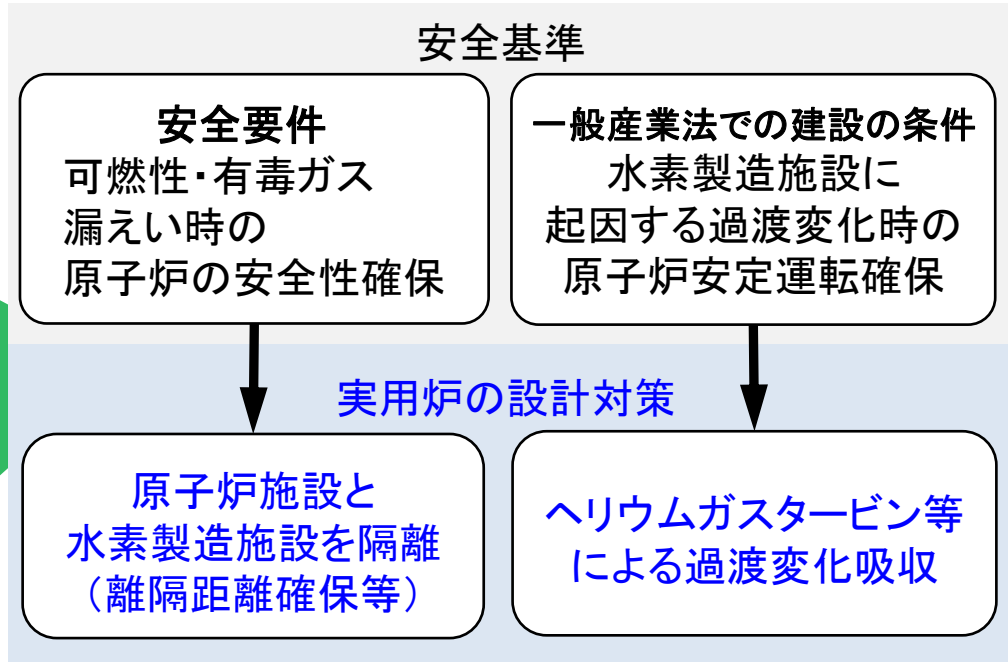 安全基準
安全要件
可燃性・有毒ガス
漏えい時の
原子炉の安全性確保
一般産業法での建設の条件
水素製造施設に
起因する過渡変化時の
原子炉安定運転確保
実用炉の設計対策
原子炉施設と
水素製造施設を隔離
（離隔距離確保等）
ヘリウムガスタービン等
による過渡変化吸収